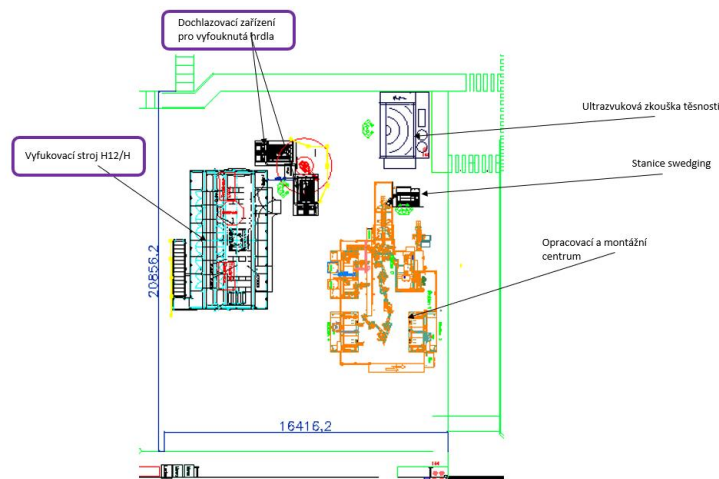 Dochlazovací zařízení
pro vyfouknutá hrdla
Ultrazvuková zkouška těsnosti
Vyfukovací stroj H12/H
Stanice swedging
Opracovací a montážní
centrum
20856,2
16416,2